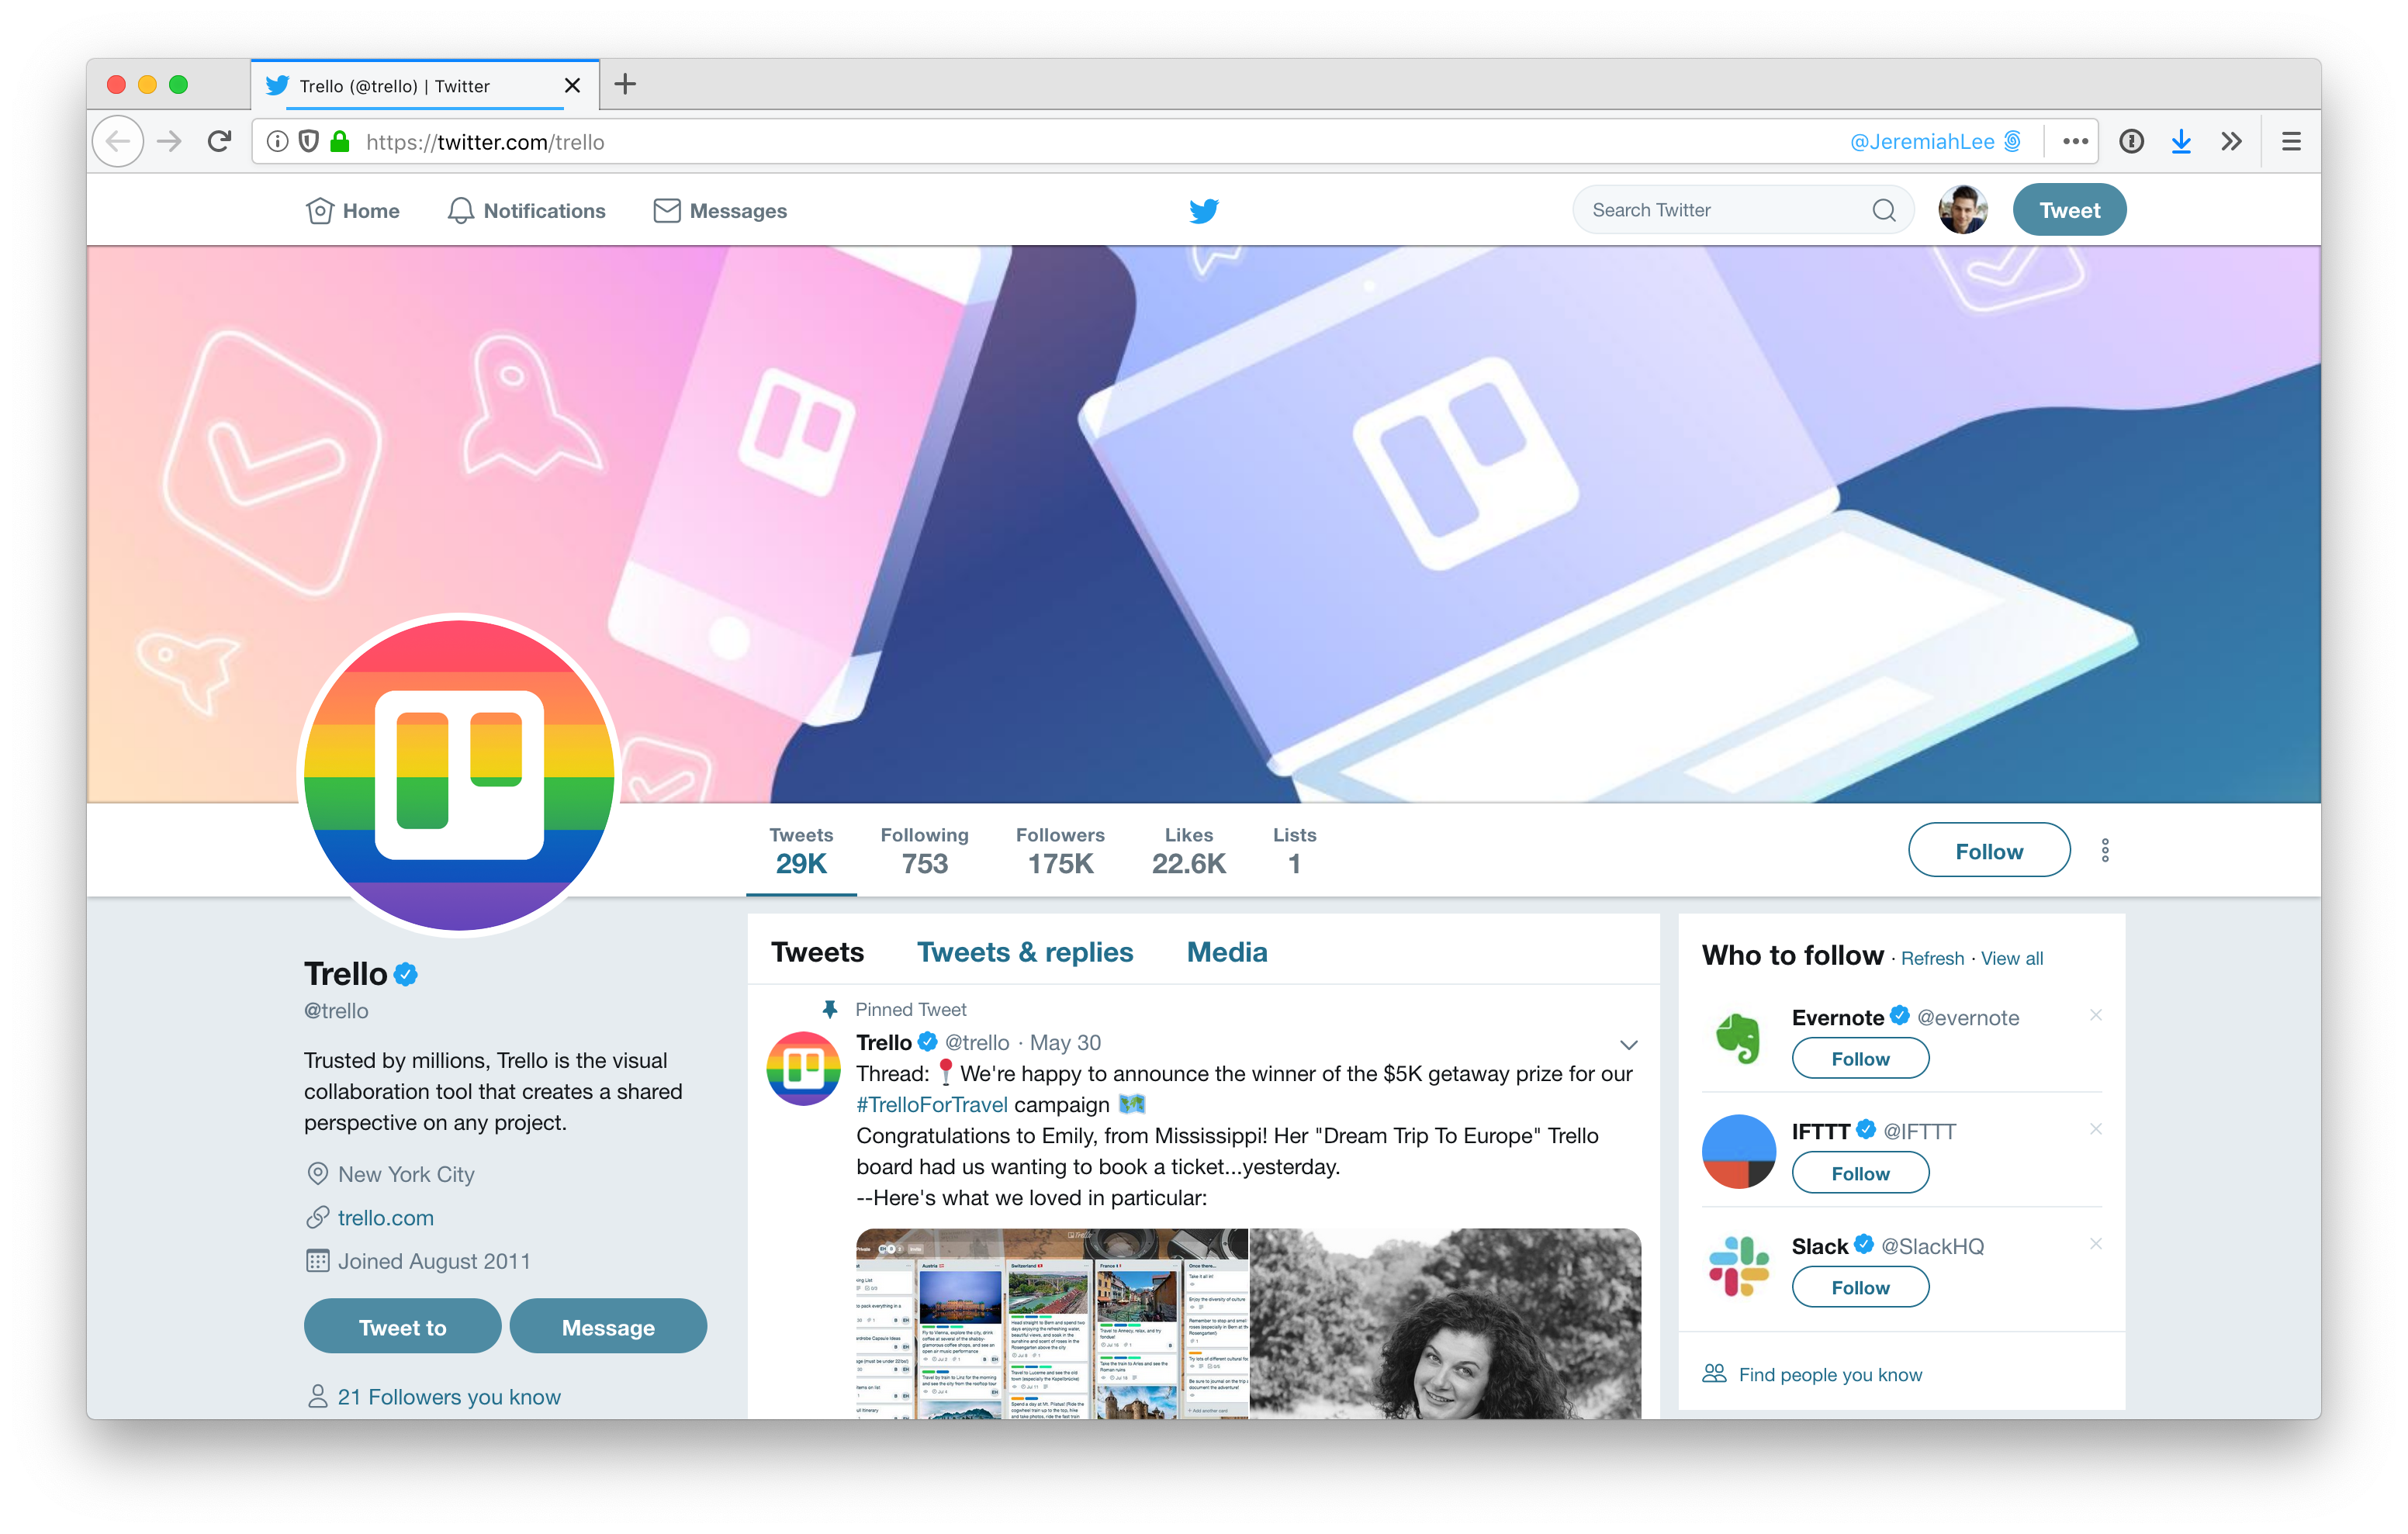 Trello (@trello) | Twitter
https://twitter.com/trello
@JeremiahLee
Home
Notifications
Messages
Search Twitter
Tweet
Tweets
29K
Following
753
Followers
175K
Likes
22.6K
Lists
1
Follow
Trello
@trello
Trusted by millions, Trello is the visual
collaboration tool that creates a shared
perspective on any project.
New York City
trello.com
Joined August 2011
Tweet to
Message
21 Followers you know
Tweets
Tweets & replies
Media
Pinned Tweet
Trello @trello · May 30
Thread: 📍We're happy to announce the winner of the $5K getaway prize for our
#TrelloForTravel campaign 🗺️
Congratulations to Emily, from Mississippi! Her "Dream Trip To Europe" Trello
board had us wanting to book a ticket...yesterday.
--Here's what we loved in particular:
Austria
Switzerland
France
Once there...
Who to follow · Refresh · View all
Evernote @evernote
Follow
IFTTT @IFTTT
Follow
Slack @SlackHQ
Follow
Find people you know